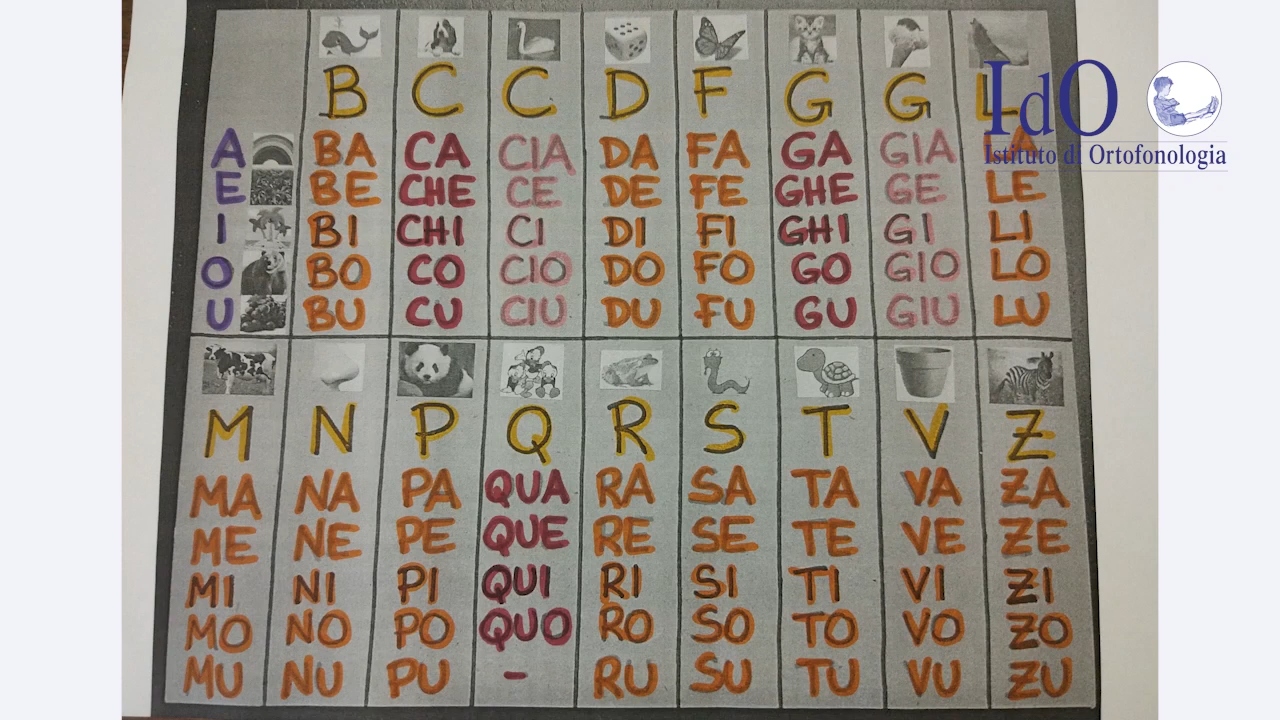 B C C D F G G L
A BA CA CIA DA FA GA GIA LA
E BE CHE CE DE FE GHE GE LE
I BI CHI CI DI FI GHI GI LI
O BO CO CIO DO FO GO GIO LO
U BU CU CIU DU FU GU GIU LU
M N P Q R S T V Z
MA NA PA QUA RA SA TA VA ZA
ME NE PE QUE RE SE TE VE ZE
MI NI PI QUI RI SI TI VI ZI
MO NO PO QUO RO SO TO VO ZO
MU NU PU - RU SU TU VU ZU
IdO
Istituto di Ortofonologia